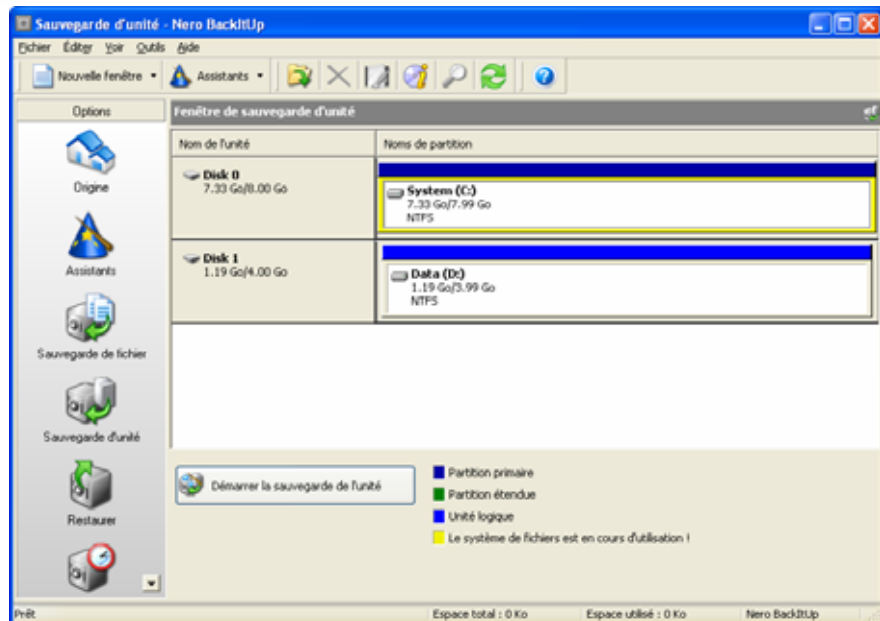 Sauvegarde d'unité - Nero BackItUp
Fichier Éditer Voir Outils Aide
Nouvelle fenêtre Assistants
Options
Fenêtre de sauvegarde d'unité
Nom de l'unité Noms de partition
Origine
Disk 0
7.33 Go/8.00 Go
System (C:)
7.33 Go/7.99 Go
NTFS
Assistants
Disk 1
1.19 Go/4.00 Go
Data (D:)
1.19 Go/3.99 Go
NTFS
Sauvegarde de fichier
Sauvegarde d'unité
Restaurer
Démarrer la sauvegarde de l'unité
Partition primaire
Partition étendue
Unité logique
Le système de fichiers est en cours d'utilisation !
Prêt Espace total : 0 Ko Espace utilisé : 0 Ko Nero BackItUp